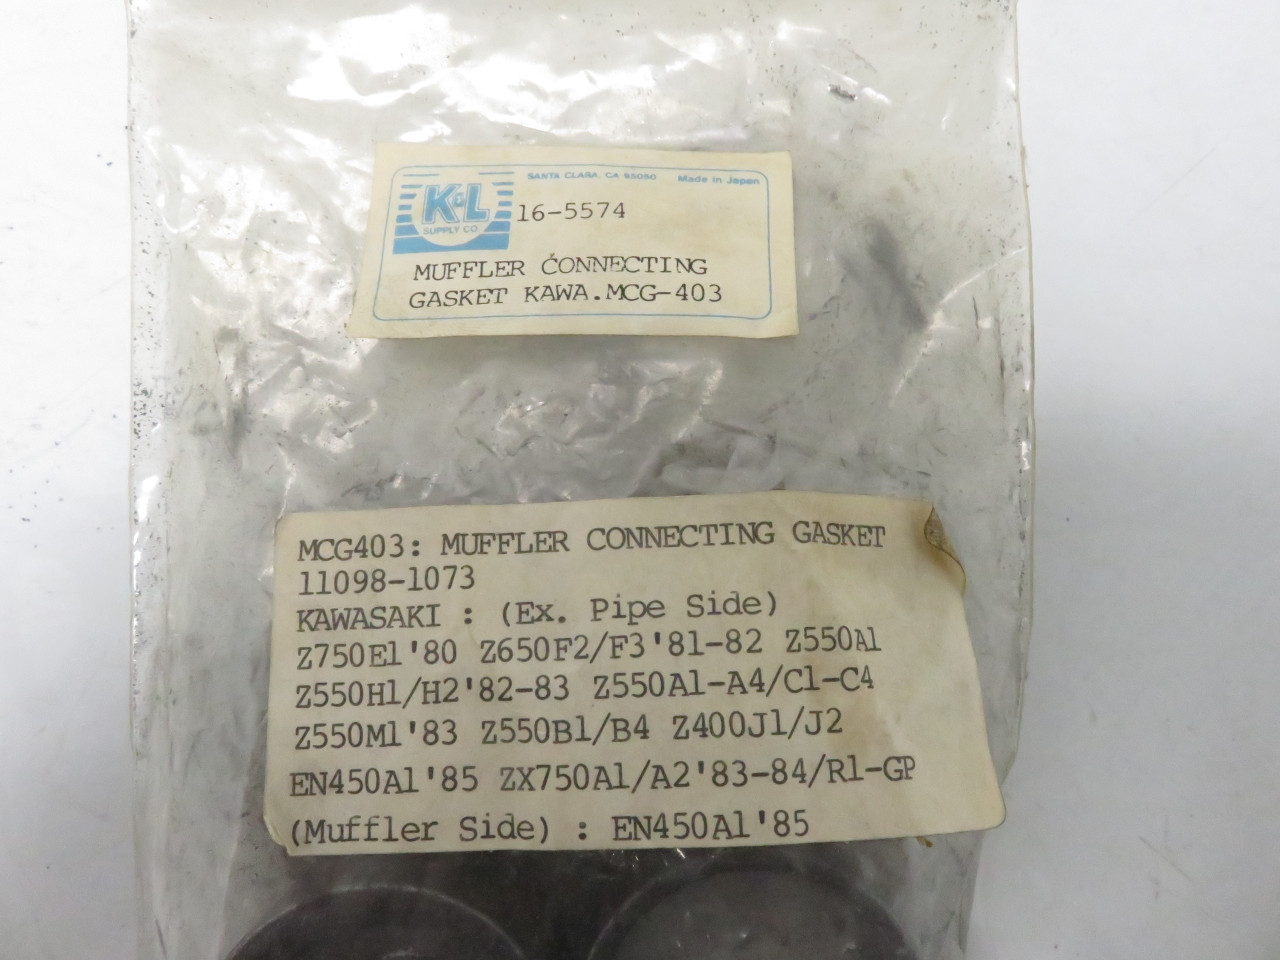 SANTA CLARA, CA 95050 Made in Japan
K&L
SUPPLY CO.
16-5574
MUFFLER CONNECTING
GASKET KAWA.MCG-403
MCG403: MUFFLER CONNECTING GASKET
11098-1073
KAWASAKI : (Ex. Pipe Side)
Z750E1'80 Z650F2/F3'81-82 Z550A1
Z550H1/H2'82-83 Z550A1-A4/C1-C4
Z550M1'83 Z550B1/B4 Z400J1/J2
EN450A1'85 ZX750A1/A2'83-84/R1-GP
(Muffler Side) : EN450A1'85